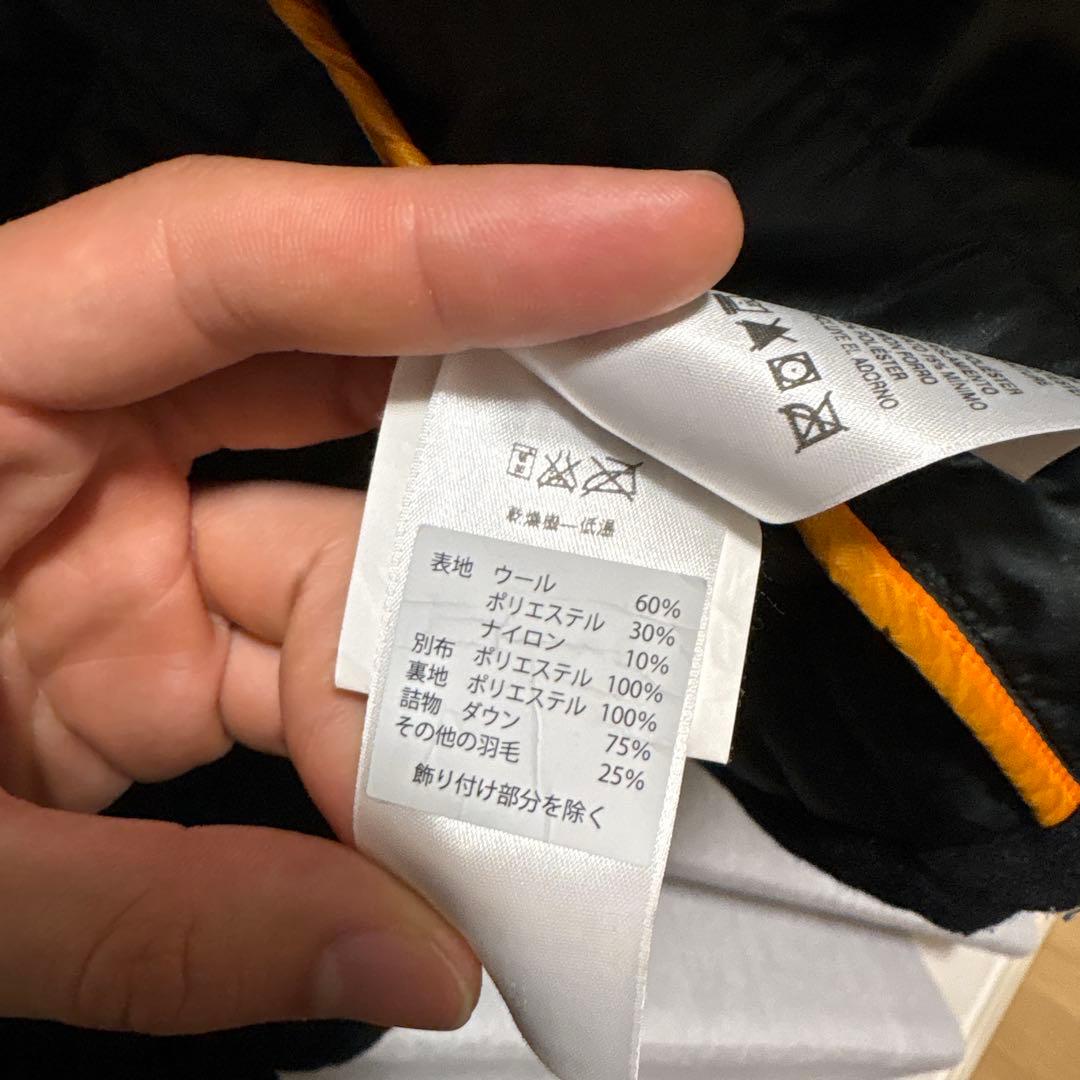 LUYE EL ADORNO
POLIÉSTER
乾燥機—低温
表地 ウール 60%
ポリエステル 30%
ナイロン 10%
別布 ポリエステル 100%
裏地 ポリエステル 100%
詰物 ダウン 75%
その他の羽毛 25%
飾り付け部分を除く